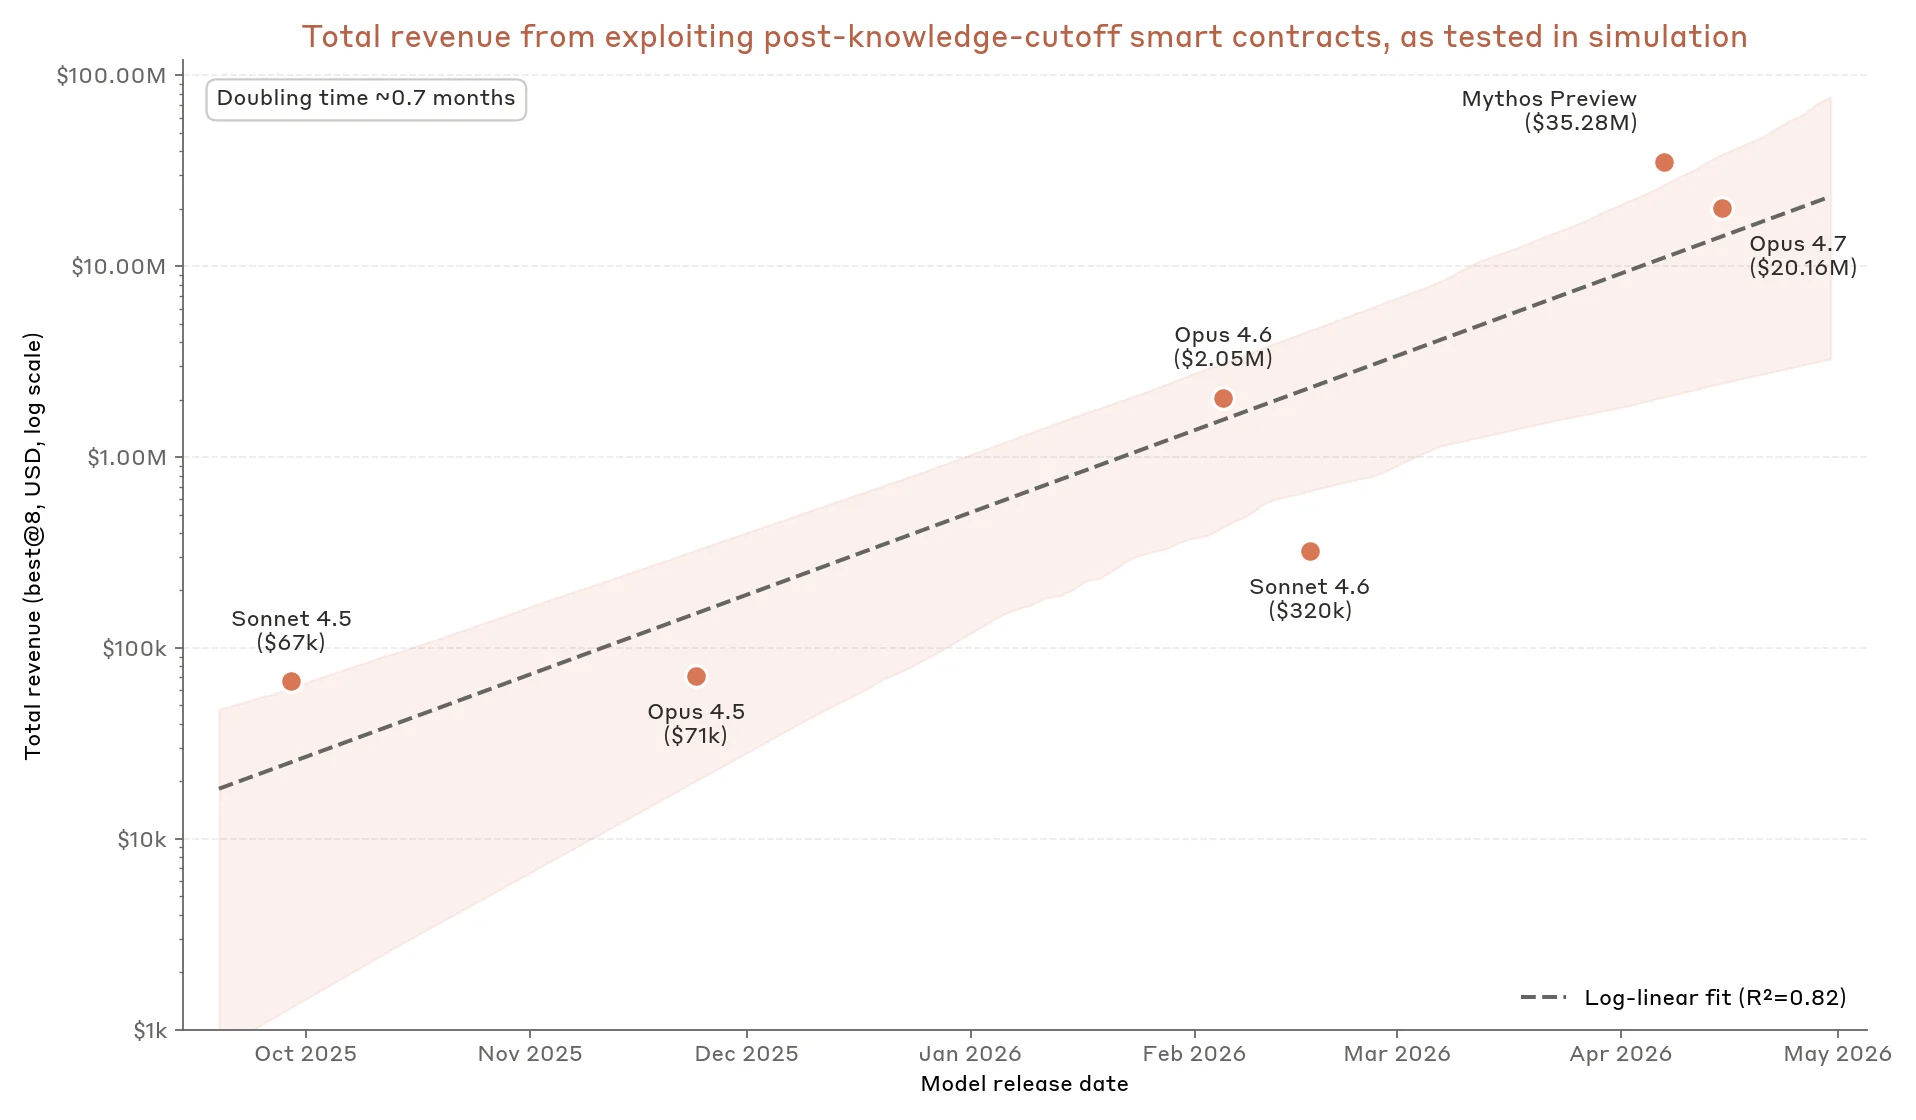 Total revenue from exploiting post-knowledge-cutoff smart contracts, as tested in simulation
$100.00M
Doubling time ~0.7 months
Mythos Preview
($35.28M)
Opus 4.7
($20.16M)
$10.00M
Opus 4.6
($2.05M)
$1.00M
Sonnet 4.6
($320k)
Sonnet 4.5
($67k)
$100k
Opus 4.5
($71k)
$10k
Log-linear fit (R²=0.82)
$1k
Total revenue (best@8, USD, log scale)
Oct 2025
Nov 2025
Dec 2025
Jan 2026
Feb 2026
Mar 2026
Apr 2026
May 2026
Model release date